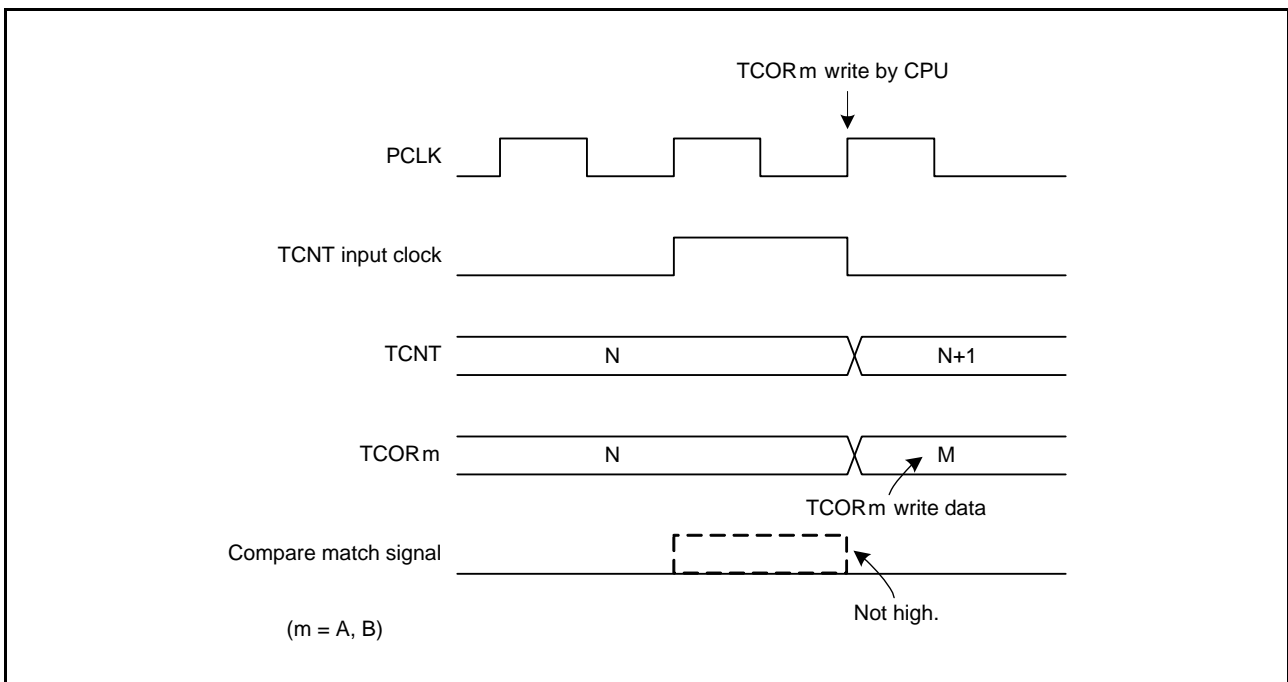 TCORm write by CPU
PCLK
TCNT input clock
TCNT
N
N+1
TCORm
N
M
TCORm write data
Compare match signal
Not high.
(m = A, B)